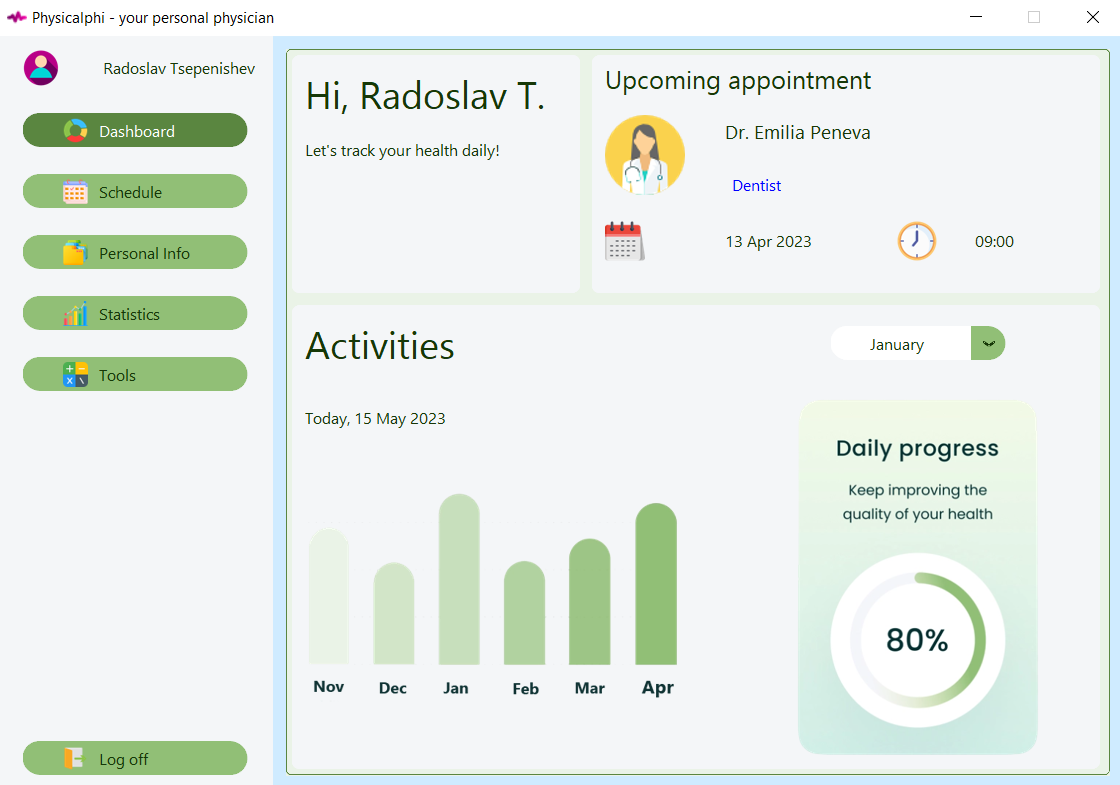 Physicalphi - your personal physician
Radoslav Tsepenishev
Dashboard
Schedule
Personal Info
Statistics
Tools
Log off
Hi, Radoslav T.
Let's track your health daily!
Upcoming appointment
Dr. Emilia Peneva
Dentist
13 Apr 2023
09:00
Activities
January
Today, 15 May 2023
Nov
Dec
Jan
Feb
Mar
Apr
Daily progress
Keep improving the
quality of your health
80%